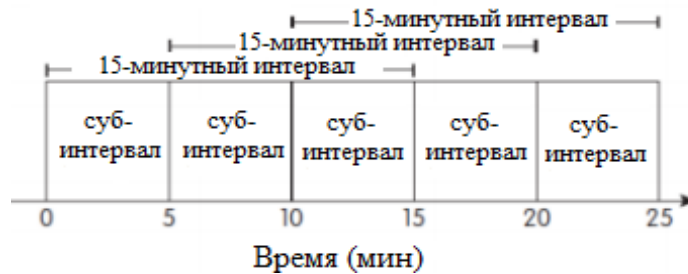 15-минутный интервал
15-минутный интервал
15-минутный интервал
суб-интервал суб-интервал суб-интервал суб-интервал суб-интервал
0 5 10 15 20 25
Время (мин)